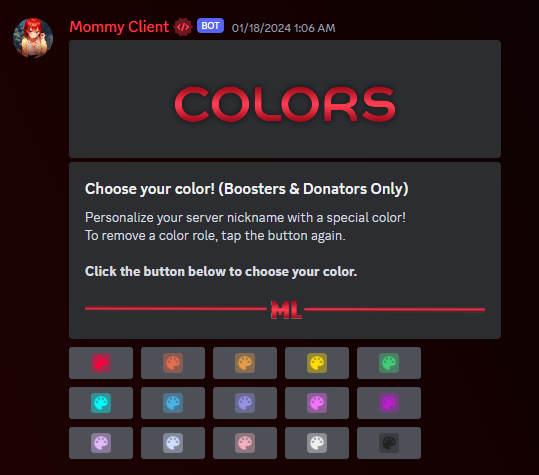 Mommy Client BOT 01/18/2024 1:06 AM
COLORS
Choose your color! (Boosters & Donators Only)
Personalize your server nickname with a special color!
To remove a color role, tap the button again.
Click the button below to choose your color.
ML